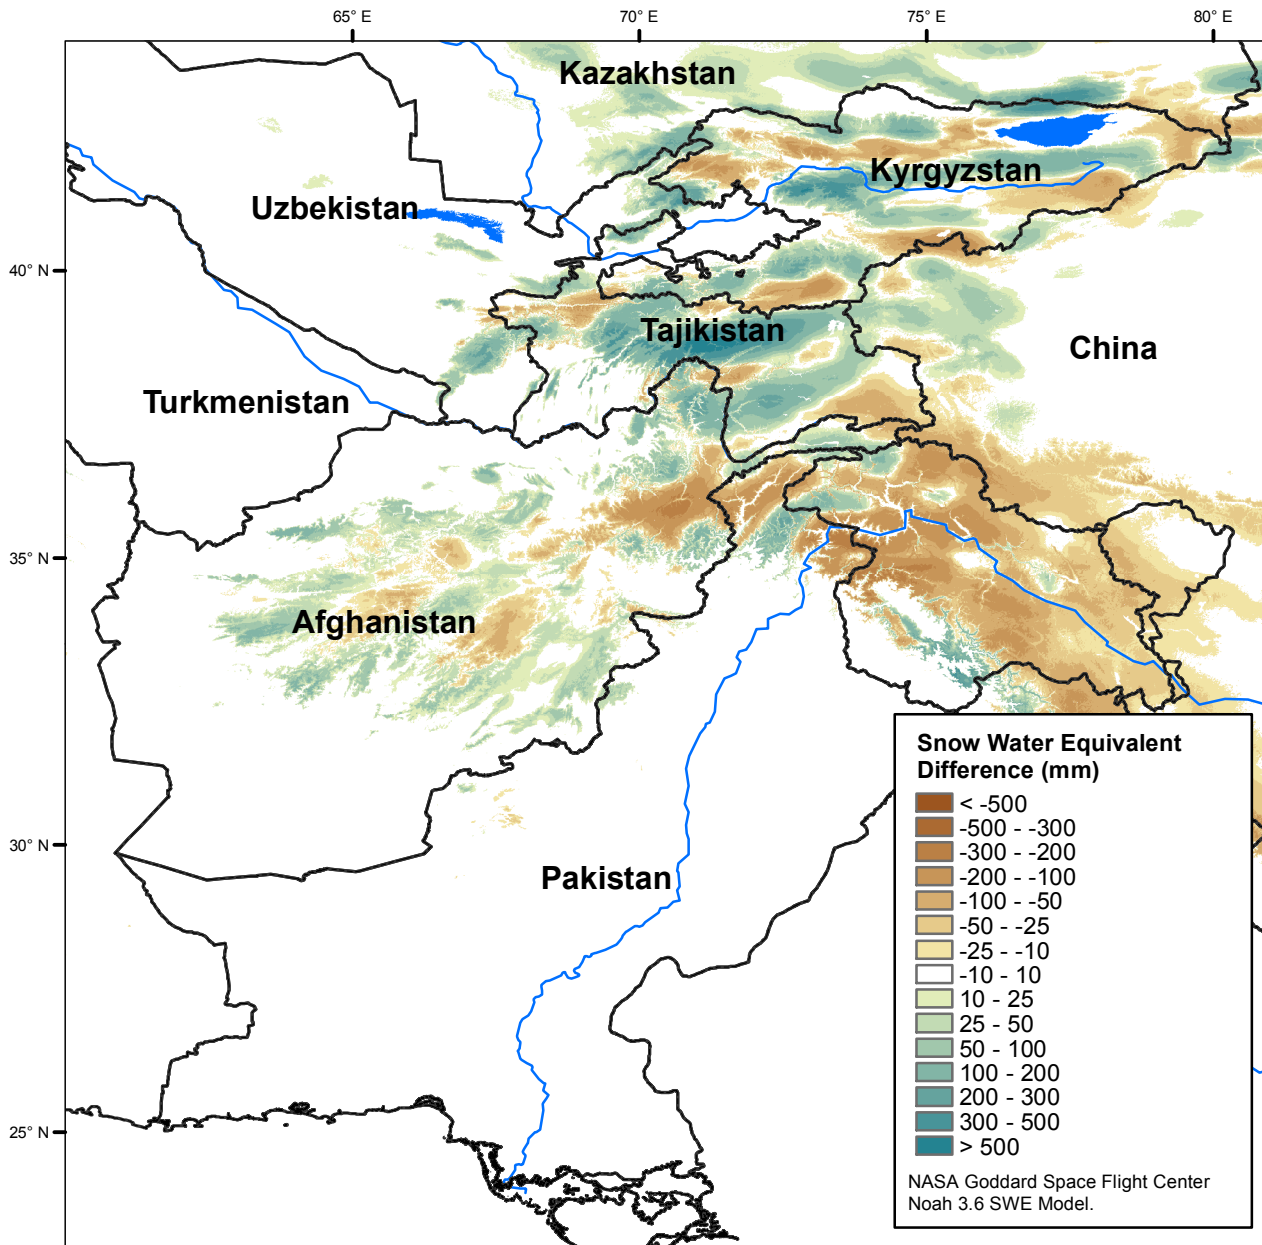 65° E
70° E
75° E
80° E
Kazakhstan
Kyrgyzstan
Uzbekistan
40° N
Tajikistan
China
Turkmenistan
35° N
Afghanistan
Snow Water Equivalent
Difference (mm)
< -500
-500 - -300
-300 - -200
-200 - -100
-100 - -50
-50 - -25
-25 - -10
-10 - 10
10 - 25
25 - 50
50 - 100
100 - 200
200 - 300
300 - 500
> 500
NASA Goddard Space Flight Center
Noah 3.6 SWE Model.
30° N
Pakistan
25° N